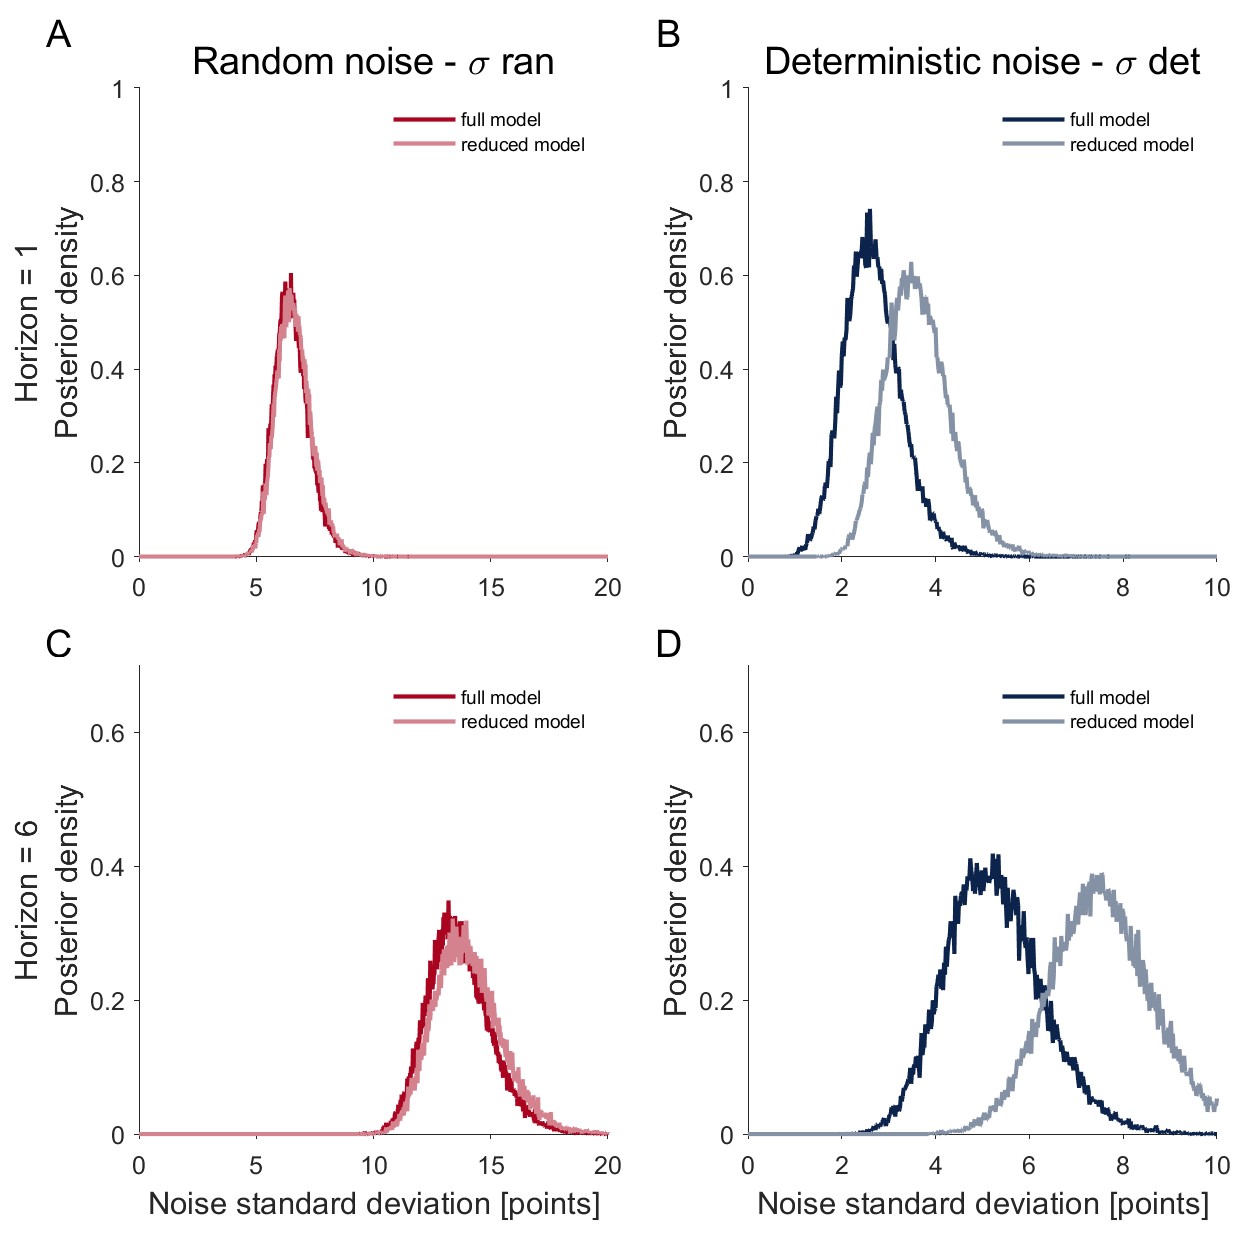 A
Random noise - σ ran
B
Deterministic noise - σ det
1
0.8
0.6
0.4
0.2
0
0
5
10
15
20
full model
reduced model
Horizon = 1
Posterior density
1
0.8
0.6
0.4
0.2
0
0
2
4
6
8
10
full model
reduced model
Posterior density
C
0.6
0.4
0.2
0
0
5
10
15
20
full model
reduced model
Horizon = 6
Posterior density
Noise standard deviation [points]
D
0.6
0.4
0.2
0
0
2
4
6
8
10
full model
reduced model
Posterior density
Noise standard deviation [points]